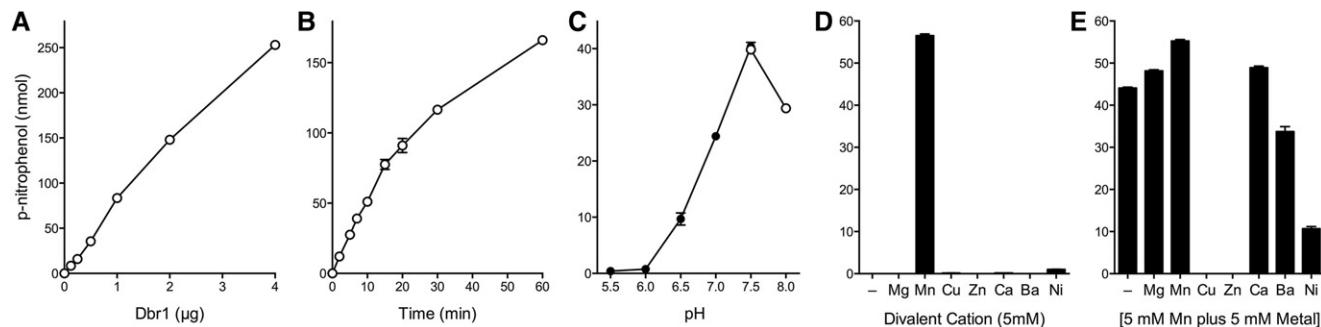 A
B
C
D
E
p-nitrophenol (nmol)
250
200
150
100
50
0
0 1 2 3 4
Dbr1 (μg)
150
100
50
0
0 10 20 30 40 50 60
Time (min)
40
30
20
10
0
5.5 6.0 6.5 7.0 7.5 8.0
pH
60
50
40
30
20
10
0
– Mg Mn Cu Zn Ca Ba Ni
Divalent Cation (5mM)
60
50
40
30
20
10
0
– Mg Mn Cu Zn Ca Ba Ni
[5 mM Mn plus 5 mM Metal]